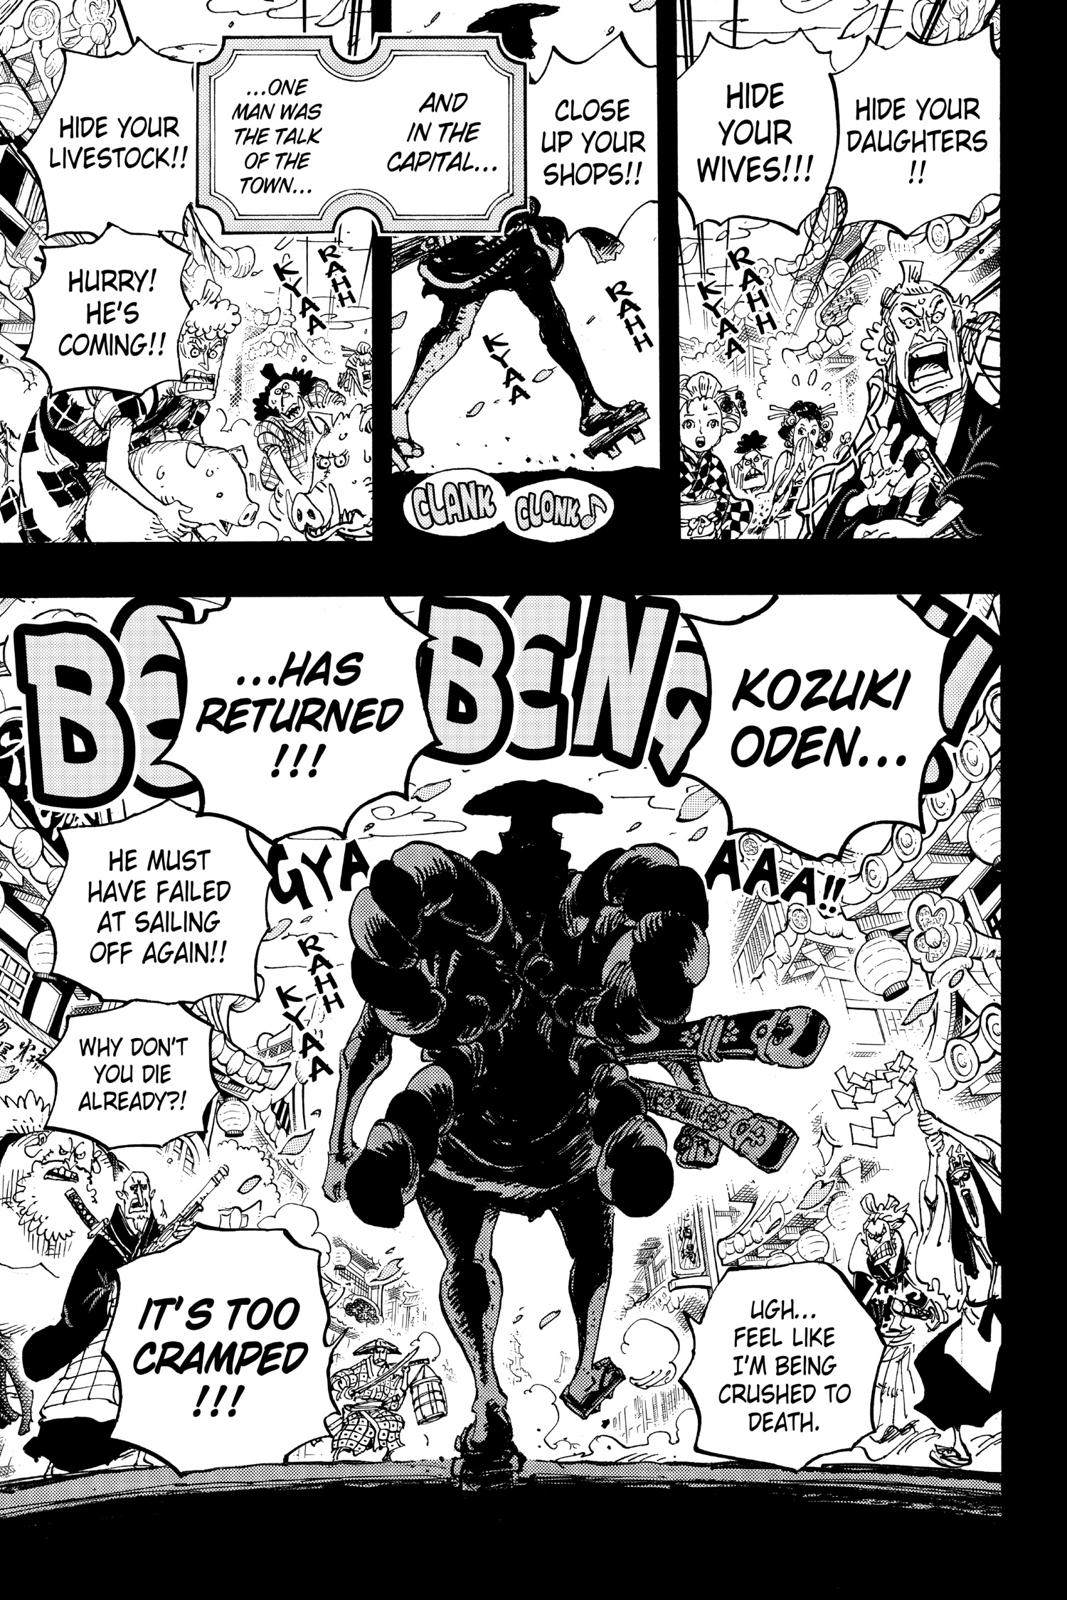 HIDE YOUR
DAUGHTERS
!!
HIDE
YOUR
WIVES!!!
RAHH
KYAA
CLOSE
UP YOUR
SHOPS!!
AND
IN THE
CAPITAL...
...ONE
MAN WAS
THE TALK
OF THE
TOWN...
RAHH
KYAA
CLANK
CLONK♪
HIDE YOUR
LIVESTOCK!!
HURRY!
HE'S
COMING!!
RAHH
KYAA
KOZUKI
ODEN...
BENG
...HAS
RETURNED
!!!
BE
GYA
AAA!!
RAHH
KYAA
HE MUST
HAVE FAILED
AT SAILING
OFF AGAIN!!
WHY DON'T
YOU DIE
ALREADY?!
UGH...
FEEL LIKE
I'M BEING
CRUSHED TO
DEATH.
IT'S TOO
CRAMPED
!!!